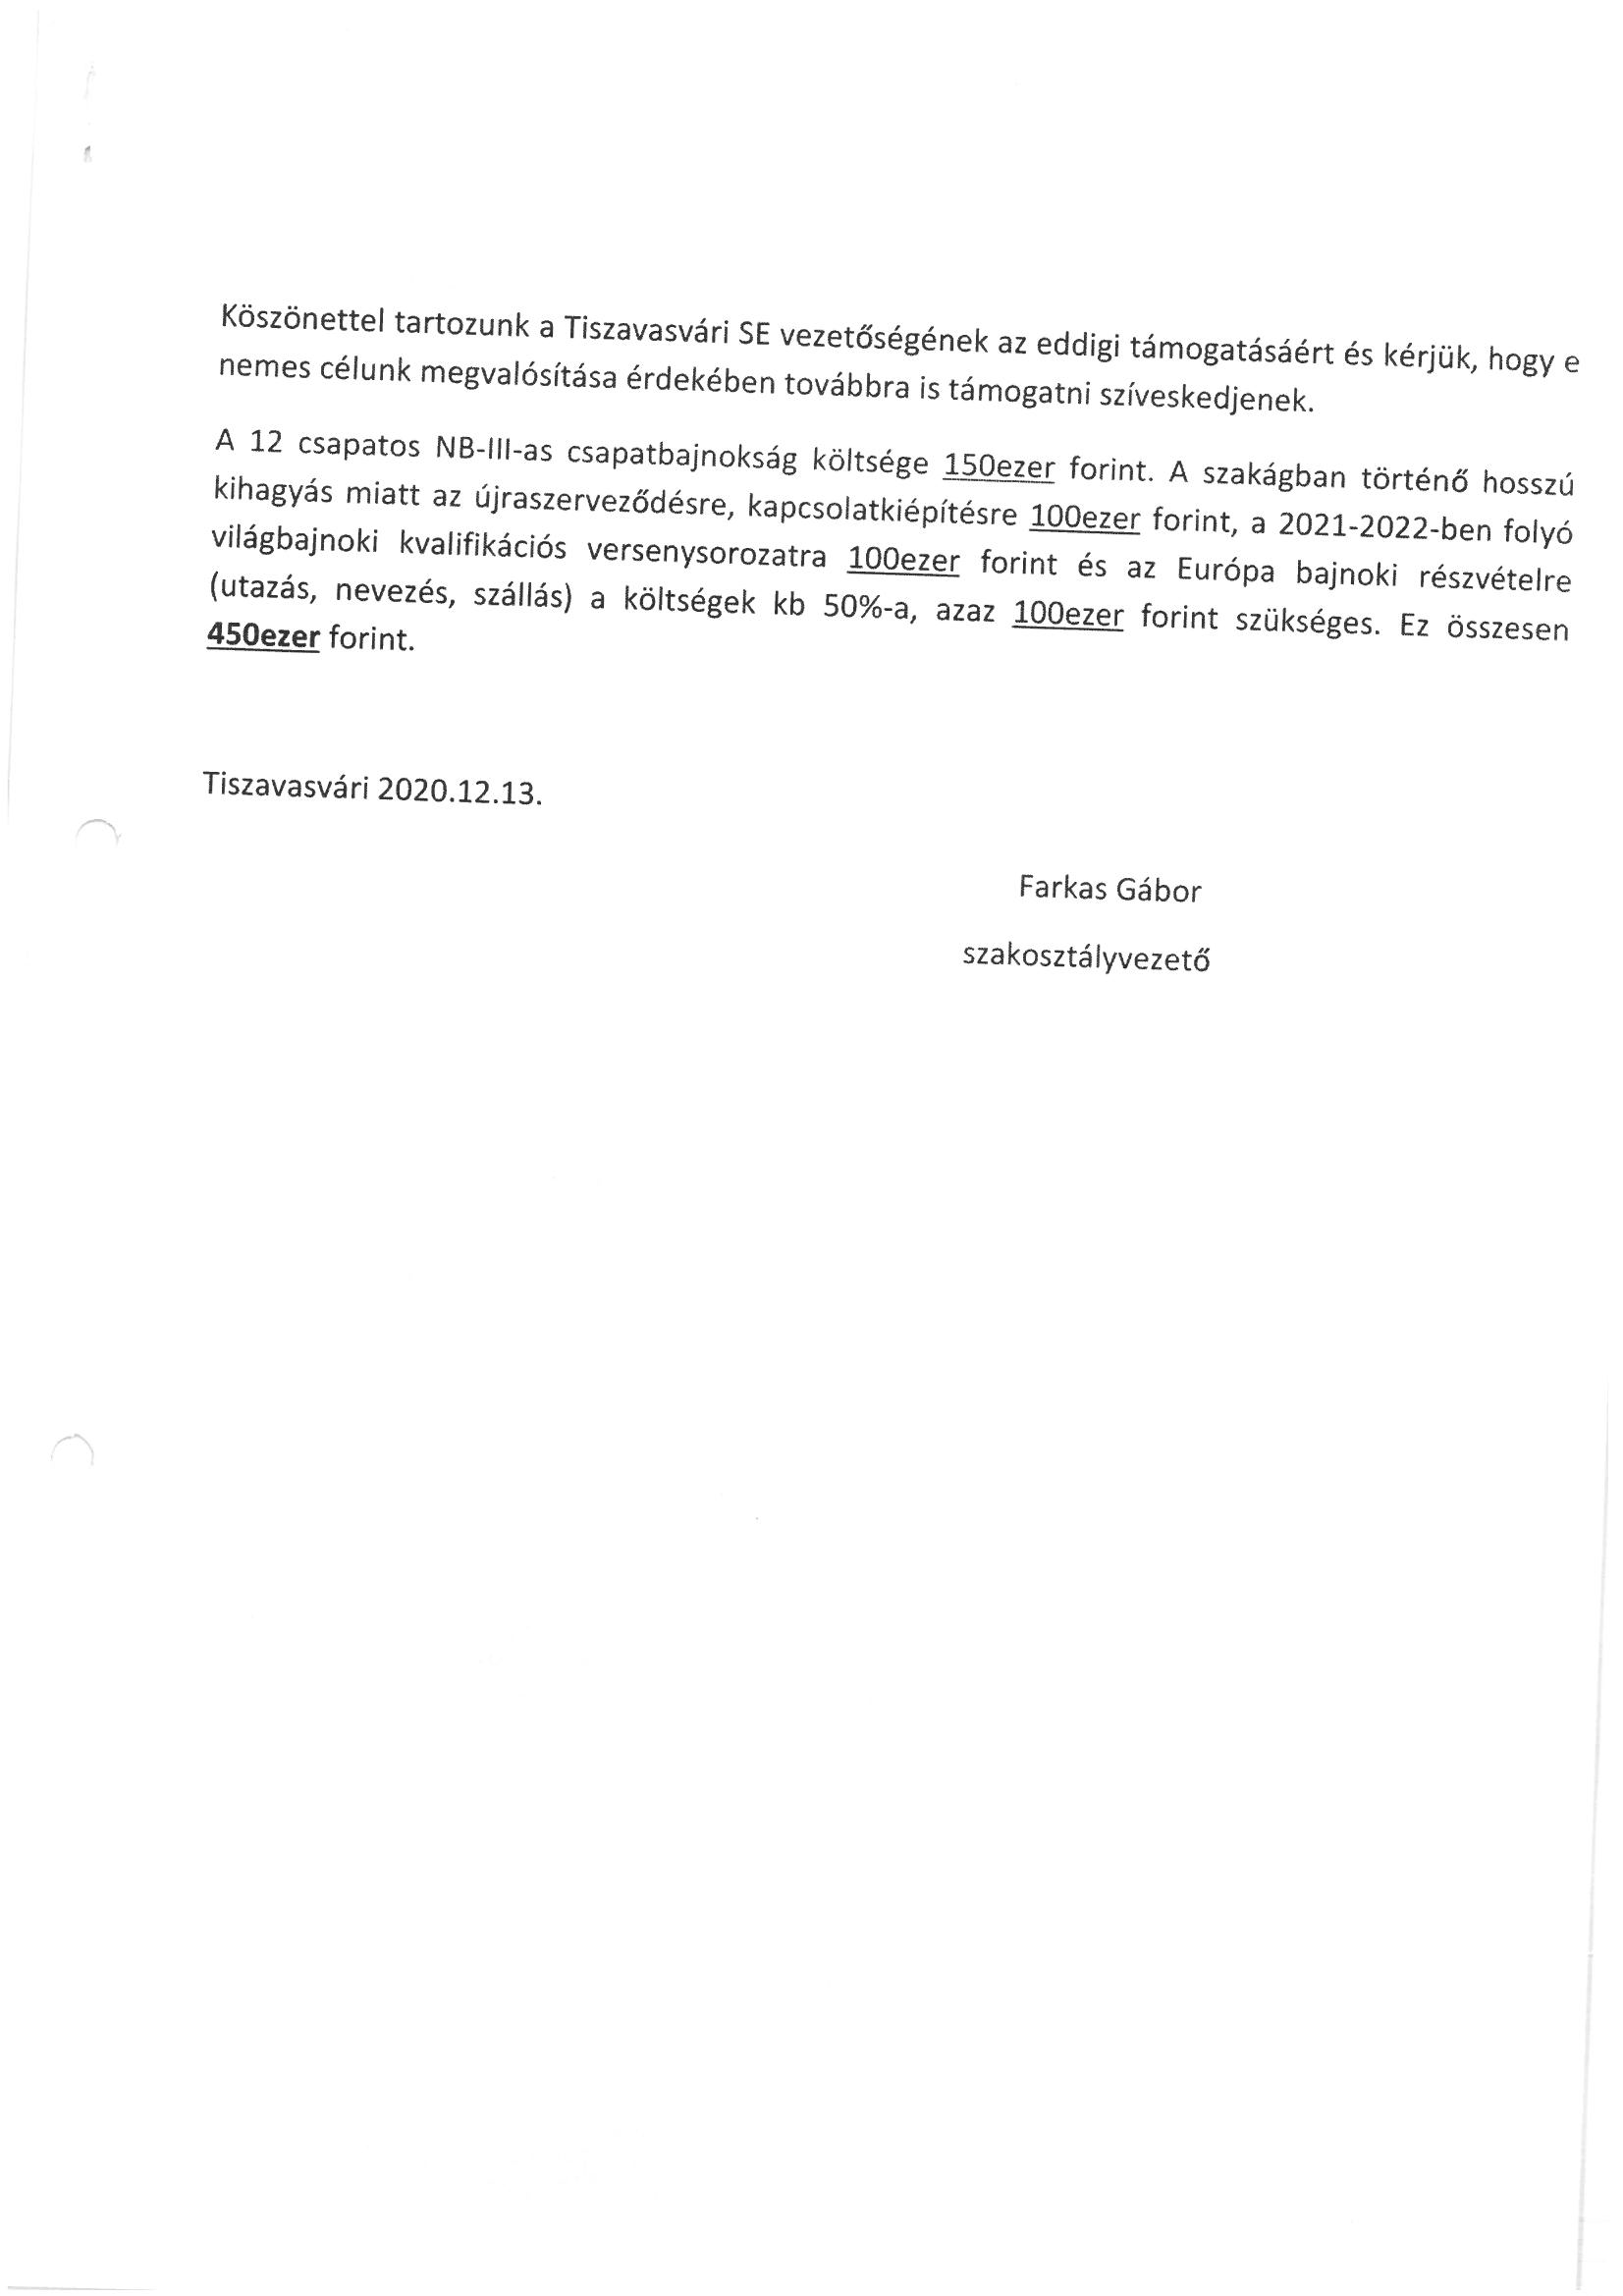 Köszönettel tartozunk a Tiszavasvári SE vezetőségének az eddigi támogatásáért és kérjük, hogy e
nemes célunk megvalósítása érdekében továbbra is támogatni szíveskedjenek.
A 12 csapatos NB-III-as csapatbajnokság költsége 150ezer forint. A szakágban történő hosszú
kihagyás miatt az újraszerveződésre, kapcsolatkiépítésre 100ezer forint, a 2021-2022-ben folyó
világbajnoki kvalifikációs versenysorozatra 100ezer forint és az Európa bajnoki részvételre
(utazás, nevezés, szállás) a költségek kb 50%-a, azaz 100ezer forint szükséges. Ez összesen
450ezer forint.
Tiszavasvári 2020.12.13.
Farkas Gábor
szakosztályvezető